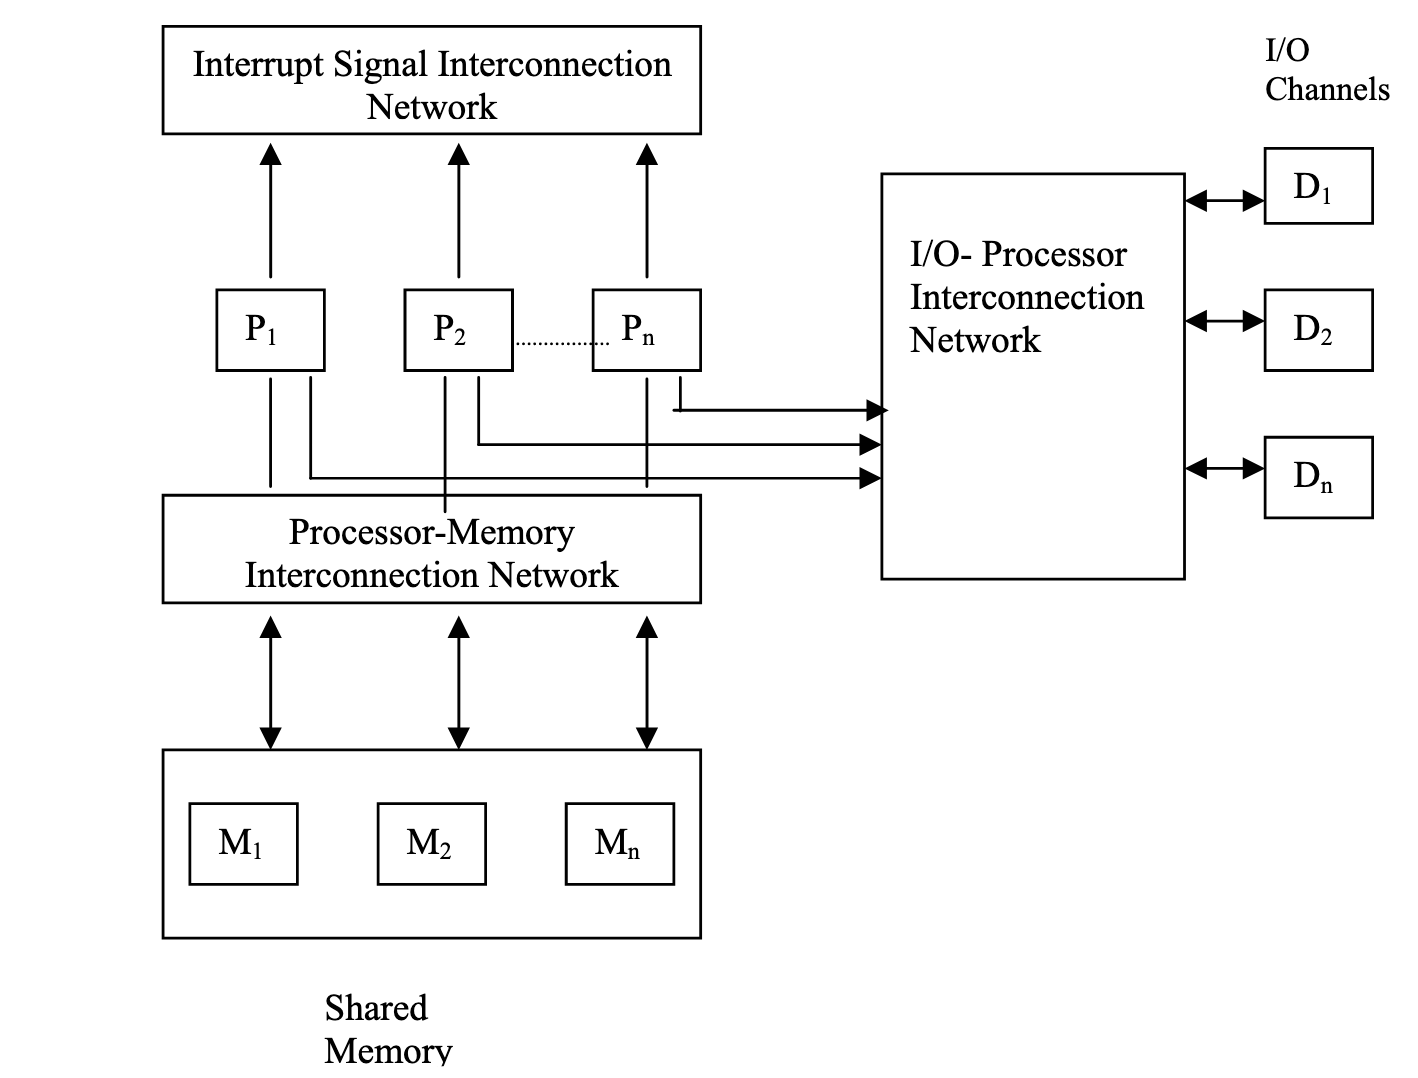 Interrupt Signal Interconnection
Network
I/O
Channels
P1
P2
.................
Pn
I/O- Processor
Interconnection
Network
D1
D2
Dn
Processor-Memory
Interconnection Network
M1
M2
Mn
Shared
Memory